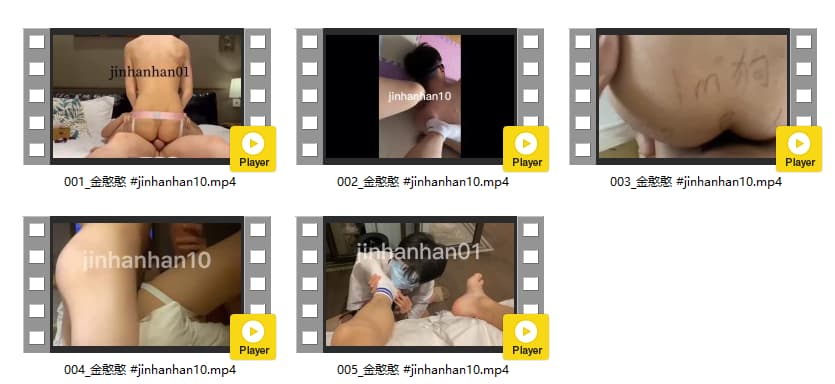 jinhanhan01
Player
001_金憨憨 #jinhanhan10.mp4
jinhanhan10
Player
002_金憨憨 #jinhanhan10.mp4
狗
Player
003_金憨憨 #jinhanhan10.mp4
jinhanhan10
Player
004_金憨憨 #jinhanhan10.mp4
jinhanhan01
Player
005_金憨憨 #jinhanhan10.mp4